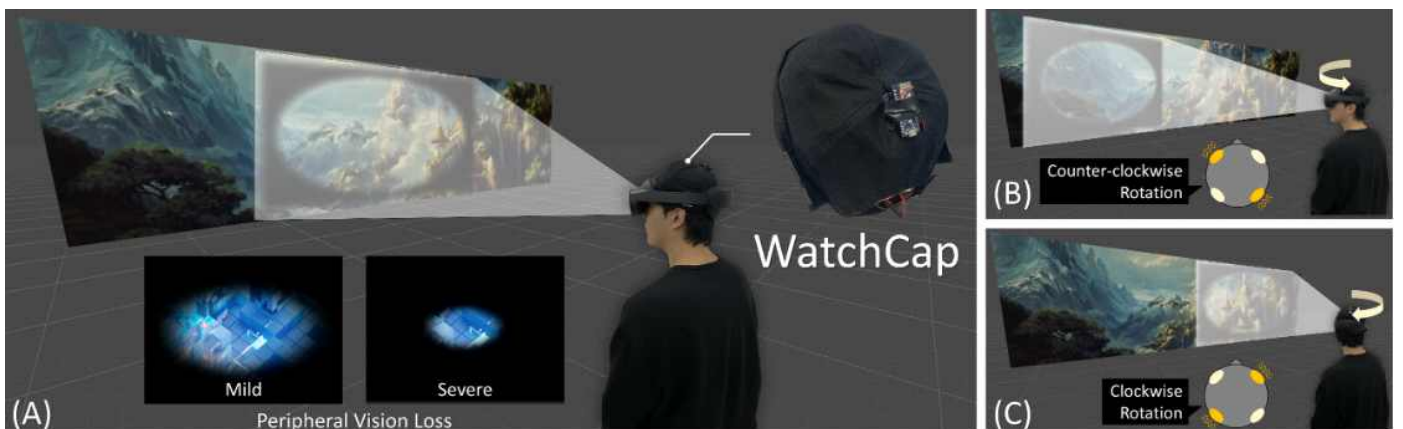 WatchCap
Mild
Severe
Peripheral Vision Loss
(A)
Counter-clockwise
Rotation
(B)
Clockwise
Rotation
(C)